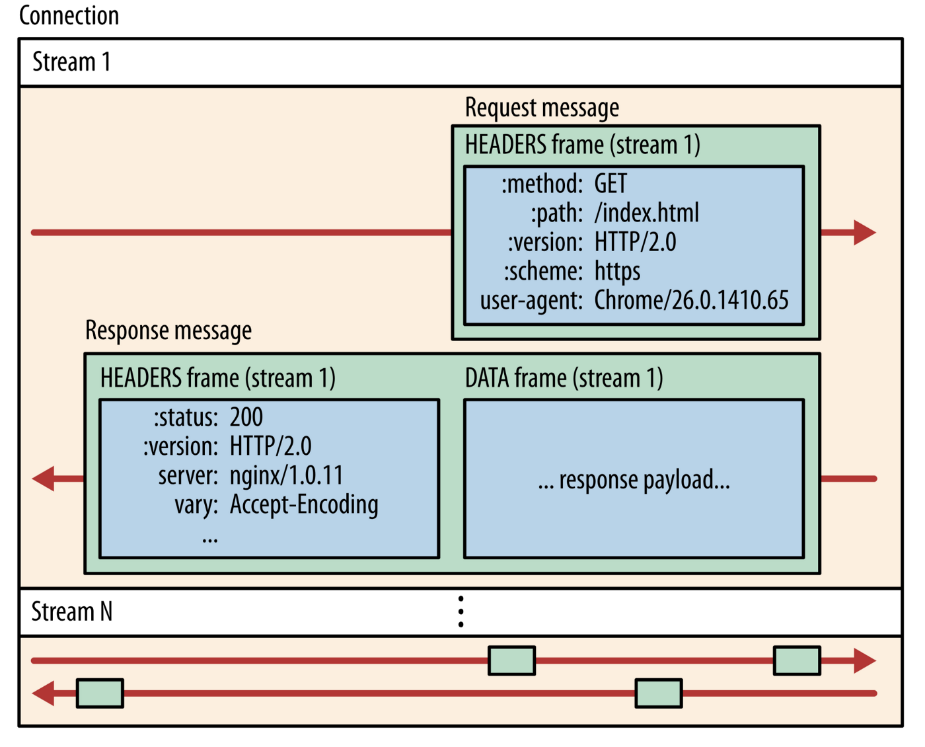 Connection
Stream 1
Request message
HEADERS frame (stream 1)
:method: GET
:path: /index.html
:version: HTTP/2.0
:scheme: https
user-agent: Chrome/26.0.1410.65
Response message
HEADERS frame (stream 1)
:status: 200
:version: HTTP/2.0
server: nginx/1.0.11
vary: Accept-Encoding
...
DATA frame (stream 1)
... response payload...
Stream N